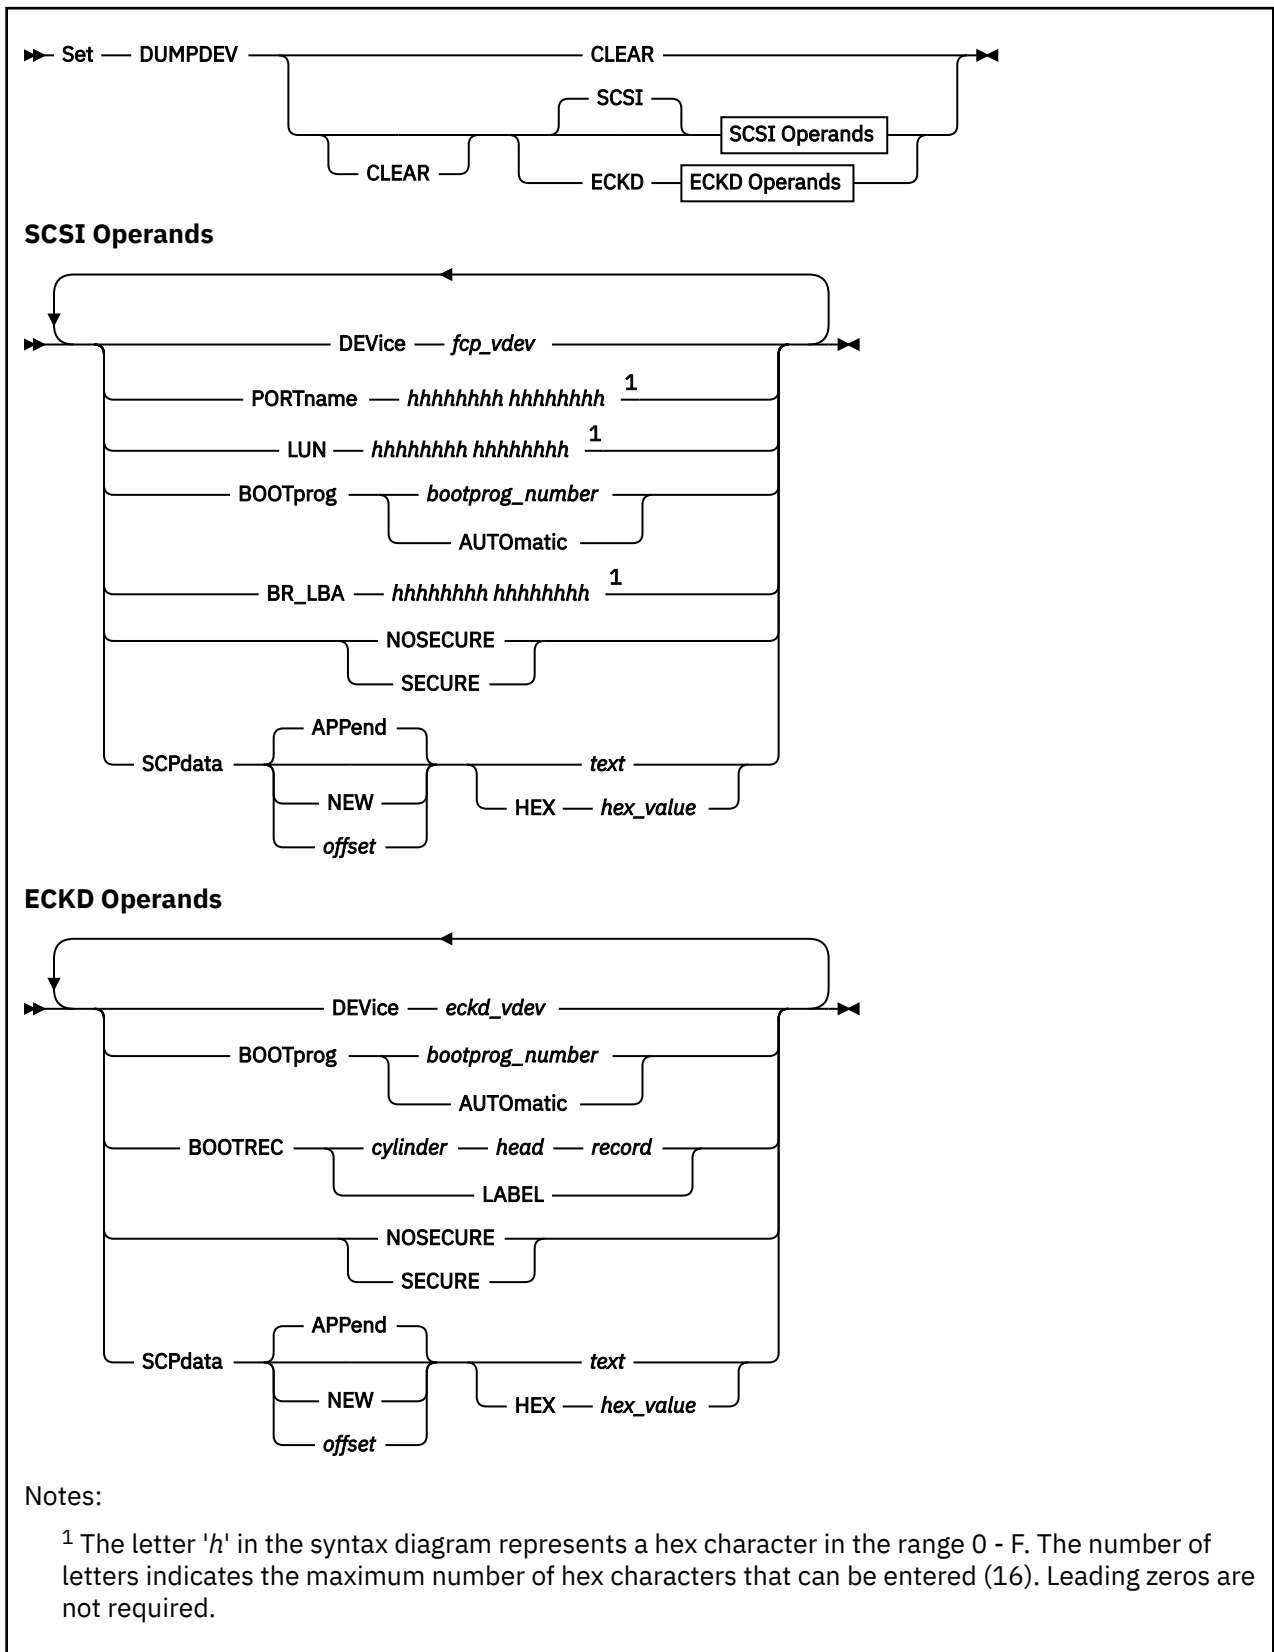 Set DUMPDEV CLEAR
SCSI
SCSI Operands
CLEAR
ECKD ECKD Operands
SCSI Operands
DEVice fcp_vdev
PORTname hhhhhhhh hhhhhhhh 1
LUN hhhhhhhh hhhhhhhh 1
BOOTprog bootprog_number
AUTOmatic
BR_LBA hhhhhhhh hhhhhhhh 1
NOSECURE
SECURE
APPend
SCPdata text
NEW
HEX hex_value
offset
ECKD Operands
DEVice eckd_vdev
BOOTprog bootprog_number
AUTOmatic
BOOTREC cylinder head record
LABEL
NOSECURE
SECURE
APPend
SCPdata text
NEW
HEX hex_value
offset
Notes:
1 The letter 'h' in the syntax diagram represents a hex character in the range 0 - F. The number of
letters indicates the maximum number of hex characters that can be entered (16). Leading zeros are
not required.